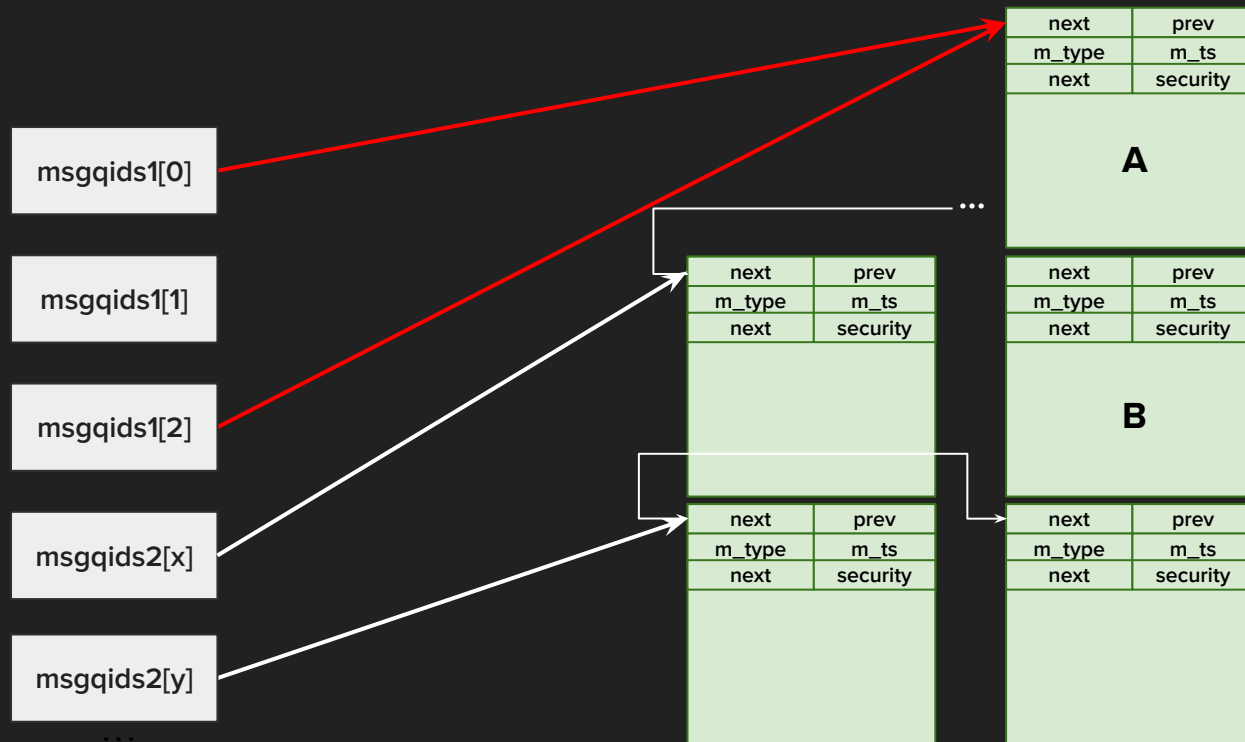 next prev
m_type m_ts
next security
A
msgqids1[0]
...
next prev
m_type m_ts
next security
next prev
m_type m_ts
next security
B
msgqids1[1]
msgqids1[2]
msgqids2[x]
next prev
m_type m_ts
next security
next prev
m_type m_ts
next security
msgqids2[y]
...